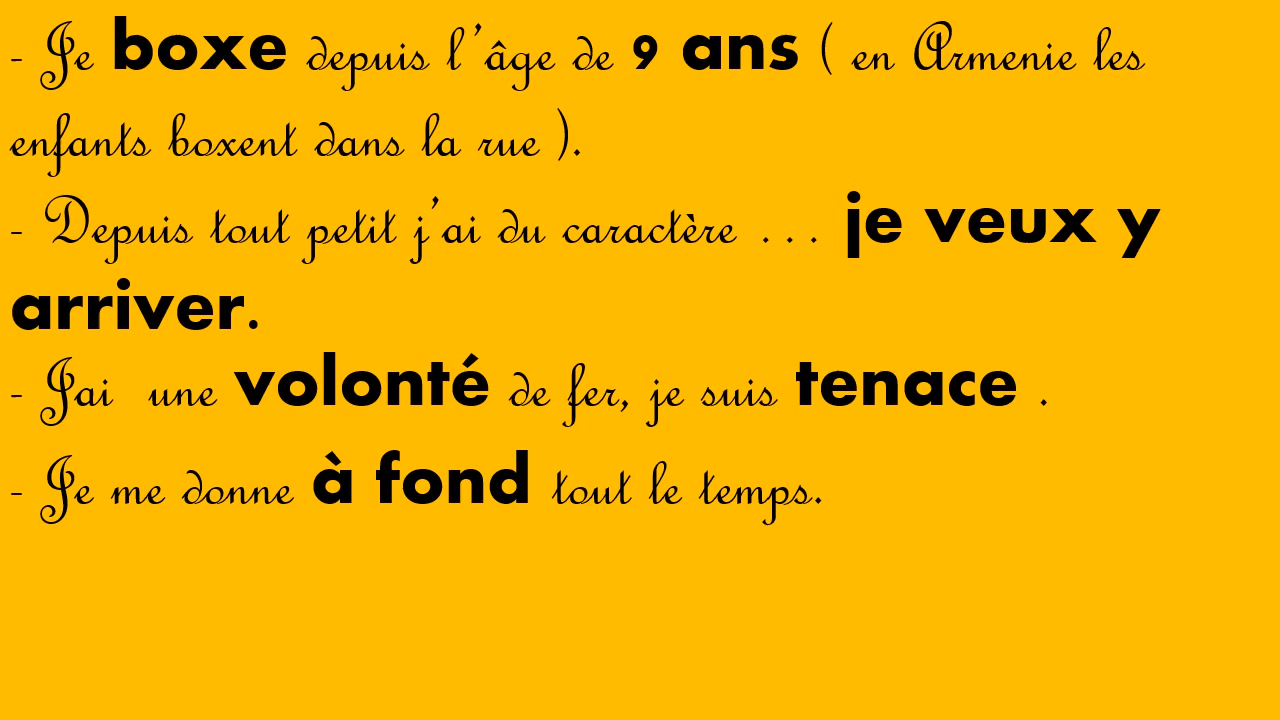 - Je boxe depuis l'âge de 9 ans ( en Armenie les
enfants boxent dans la rue ).
- Depuis tout petit j'ai du caractère ... je veux y
arriver.
- Jai  une volonté de fer, je suis tenace .
- Je me donne à fond tout le temps.